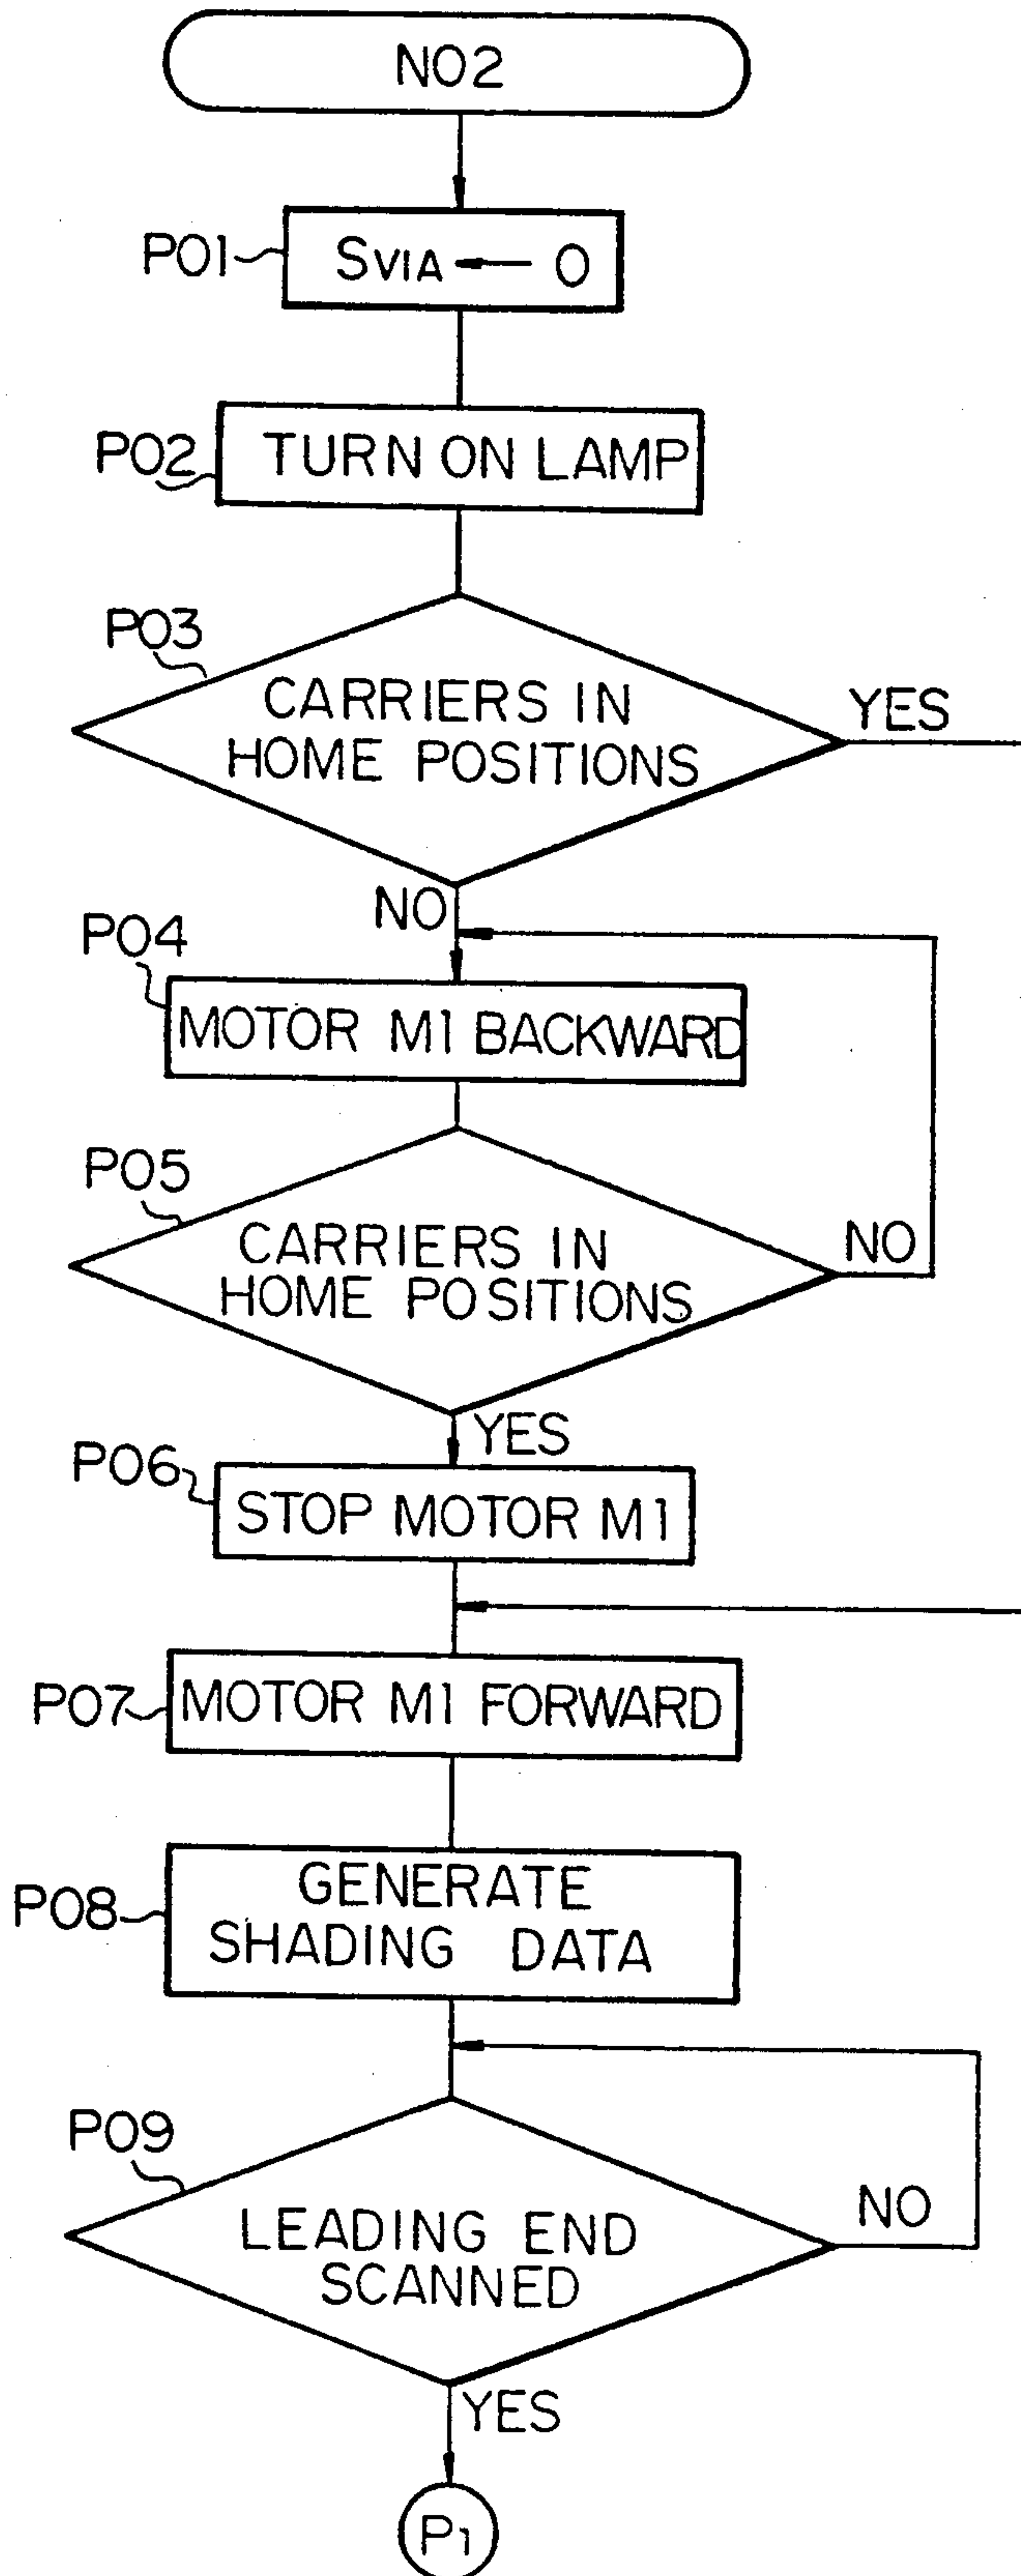 NO2
P01
SVIA ← 0
P02
TURN ON LAMP
P03
CARRIERS IN
HOME POSITIONS
YES
NO
P04
MOTOR M1 BACKWARD
P05
CARRIERS IN
HOME POSITIONS
NO
YES
P06
STOP MOTOR M1
P07
MOTOR M1 FORWARD
P08
GENERATE
SHADING DATA
P09
LEADING END
SCANNED
NO
YES
P1